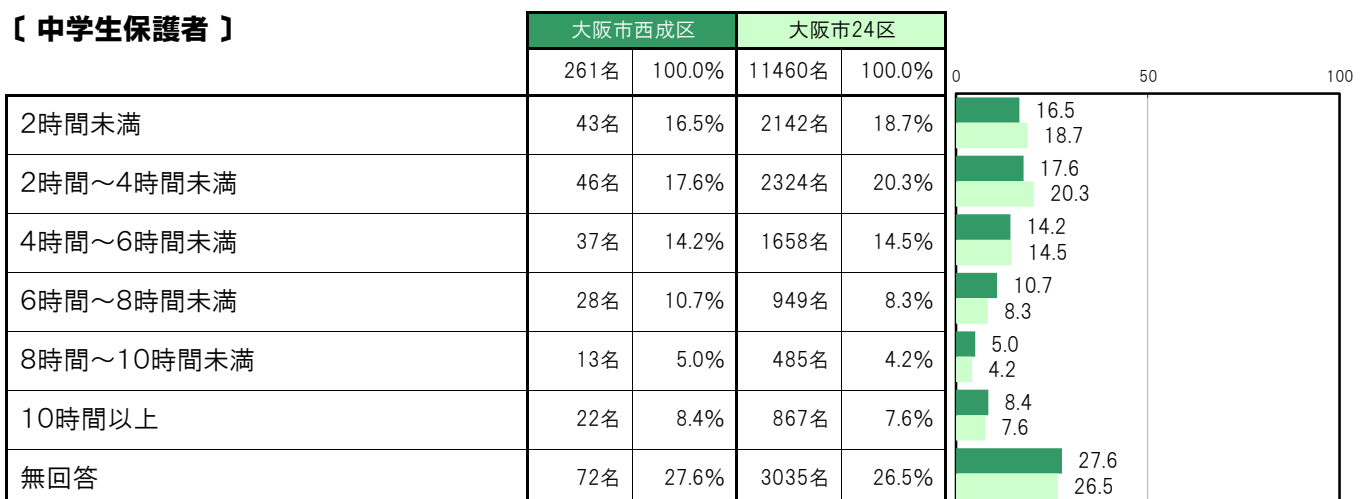 〔 中学生保護者 〕
大阪市西成区 大阪市24区
261名 100.0% 11460名 100.0%
0 50 100
2時間未満 43名 16.5% 2142名 18.7%
16.5
18.7
2時間～4時間未満 46名 17.6% 2324名 20.3%
17.6
20.3
4時間～6時間未満 37名 14.2% 1658名 14.5%
14.2
14.5
6時間～8時間未満 28名 10.7% 949名 8.3%
10.7
8.3
8時間～10時間未満 13名 5.0% 485名 4.2%
5.0
4.2
10時間以上 22名 8.4% 867名 7.6%
8.4
7.6
無回答 72名 27.6% 3035名 26.5%
27.6
26.5